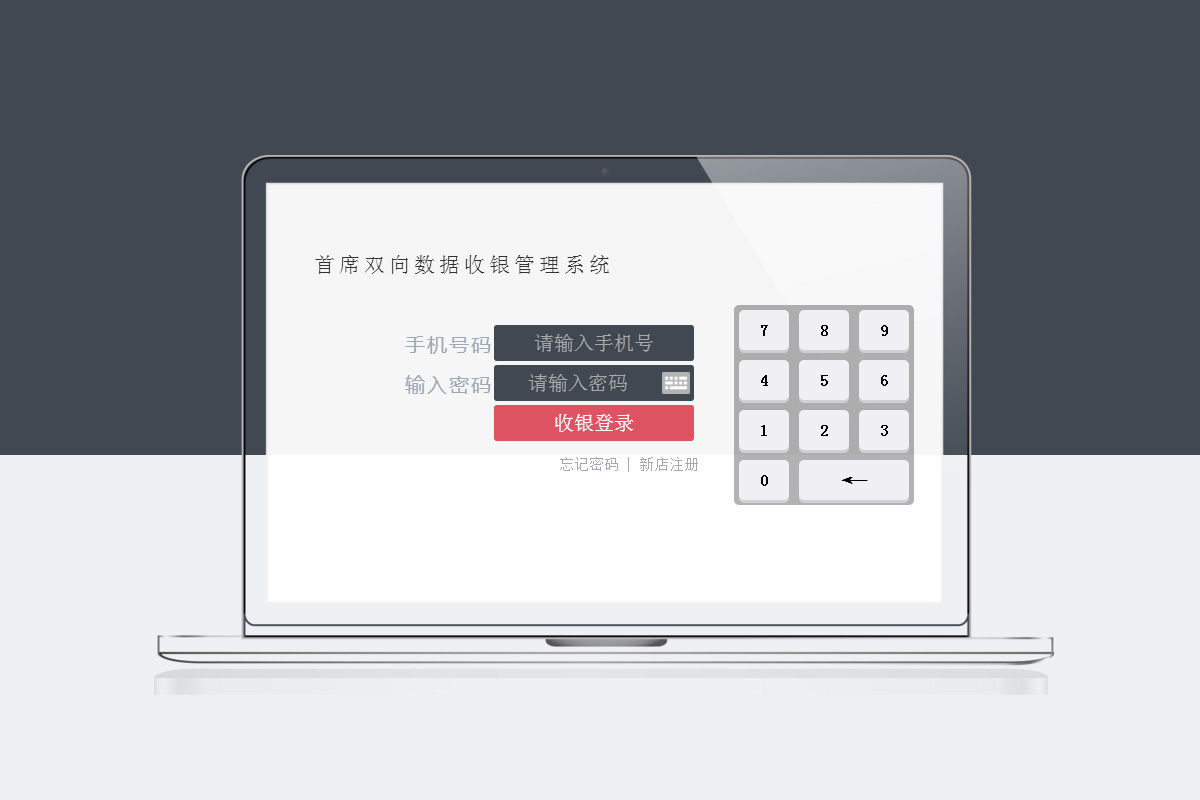 首席双向数据收银管理系统
手机号码 请输入手机号
输入密码 请输入密码
收银登录
忘记密码 | 新店注册
7 8 9
4 5 6
1 2 3
0 ←